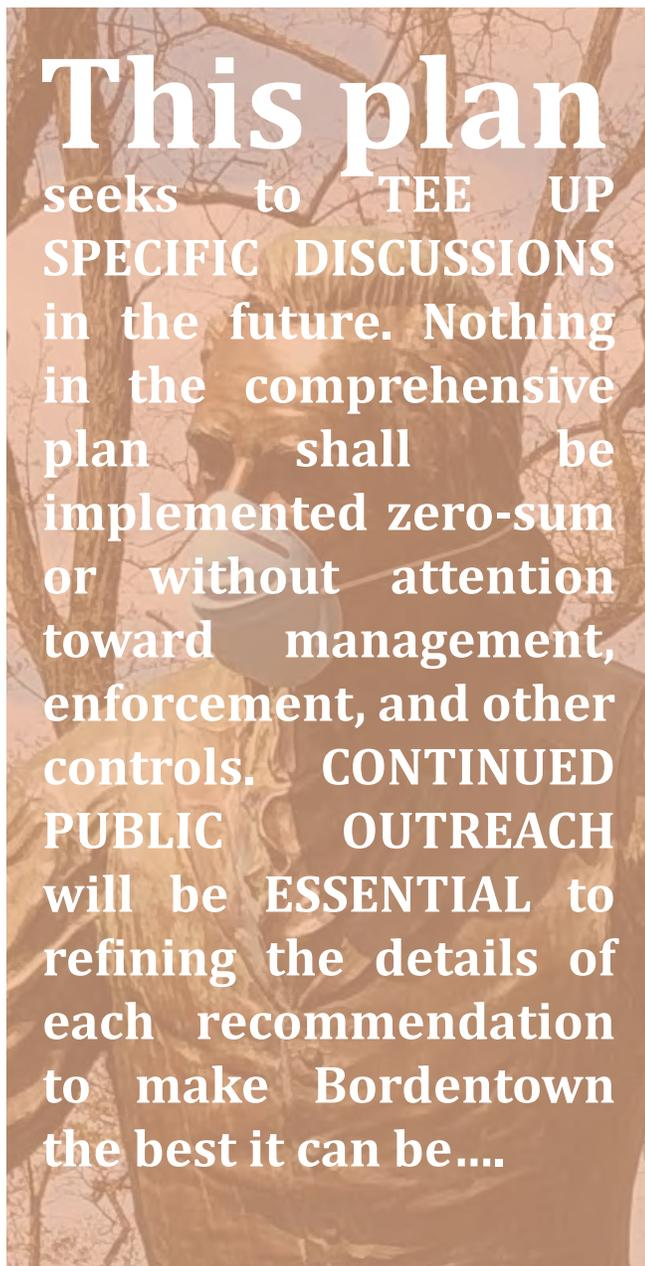 This plan
seeks to TEE UP
SPECIFIC DISCUSSIONS
in the future. Nothing
in the comprehensive
plan shall be
implemented zero-sum
or without attention
toward management,
enforcement, and other
controls. CONTINUED
PUBLIC OUTREACH
will be ESSENTIAL to
refining the details of
each recommendation
to make Bordentown
the best it can be....